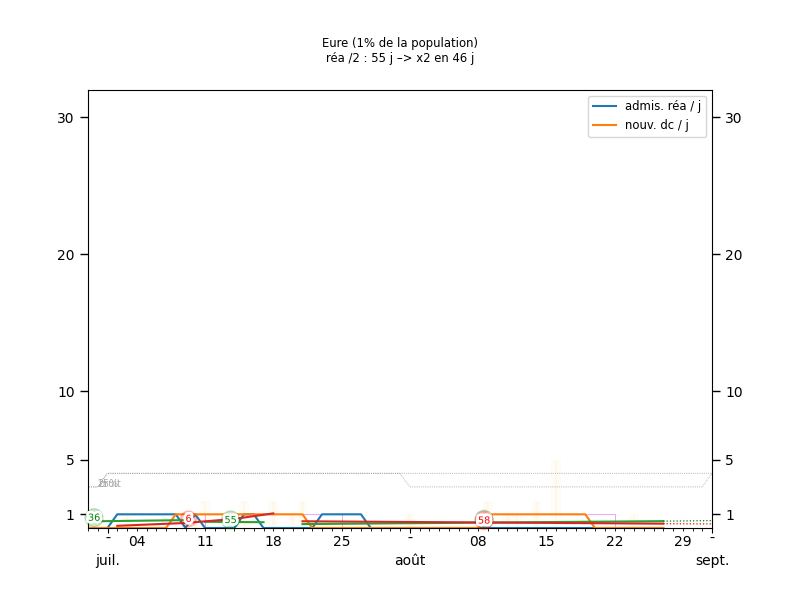 Eure (1% de la population)
réa /2 : 55 j –> x2 en 46 j
admis. réa / j
nouv. dc / j
30 30
20 20
10 10
5 5
1 1
36 6 55 58
- 04 11 18 25 - 08 15 22 29 -
juil. août sept.